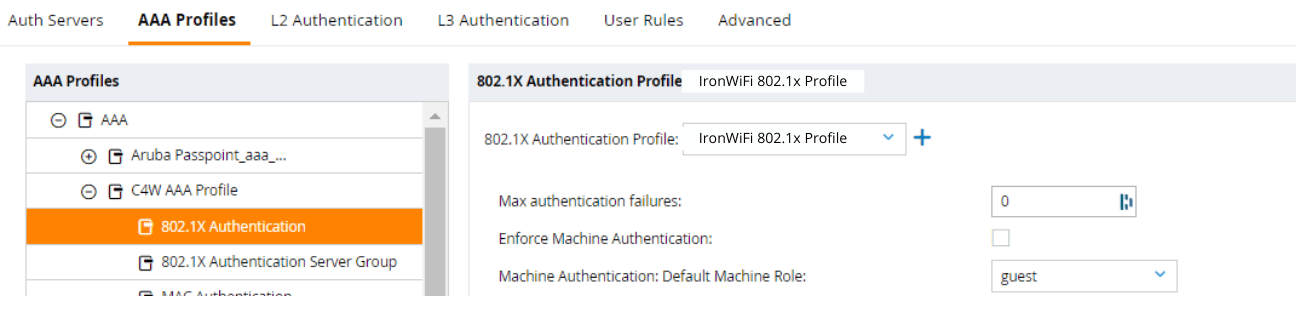 Auth Servers AAA Profiles L2 Authentication L3 Authentication User Rules Advanced
AAA Profiles
AAA
Aruba Passpoint_aaa_...
C4W AAA Profile
802.1X Authentication
802.1X Authentication Server Group
MAC Authentication
802.1X Authentication Profile IronWiFi 802.1x Profile
802.1X Authentication Profile: IronWiFi 802.1x Profile
Max authentication failures: 0
Enforce Machine Authentication:
Machine Authentication: Default Machine Role: guest